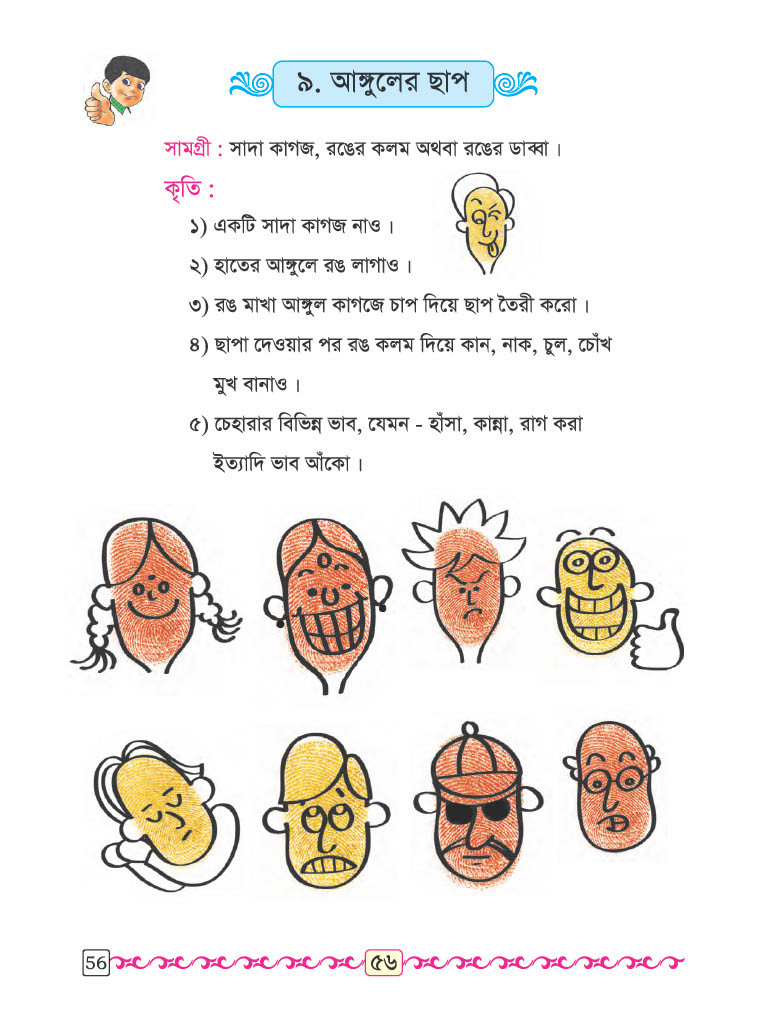 ৯. আঙ্গুলের ছাপ
সামগ্রী : সাদা কাগজ, রঙের কলম অথবা রঙের ডাব্বা ।
কৃতি :
১) একটি সাদা কাগজ নাও ।
২) হাতের আঙ্গুলে রঙ লাগাও ।
৩) রঙ মাখা আঙ্গুল কাগজে চাপ দিয়ে ছাপ তৈরী করো ।
৪) ছাপা দেওয়ার পর রঙ কলম দিয়ে কান, নাক, চুল, চোঁখ
মুখ বানাও ।
৫) চেহারার বিভিন্ন ভাব, যেমন - হাঁসা, কান্না, রাগ করা
ইত্যাদি ভাব আঁকো ।
56
৫৬